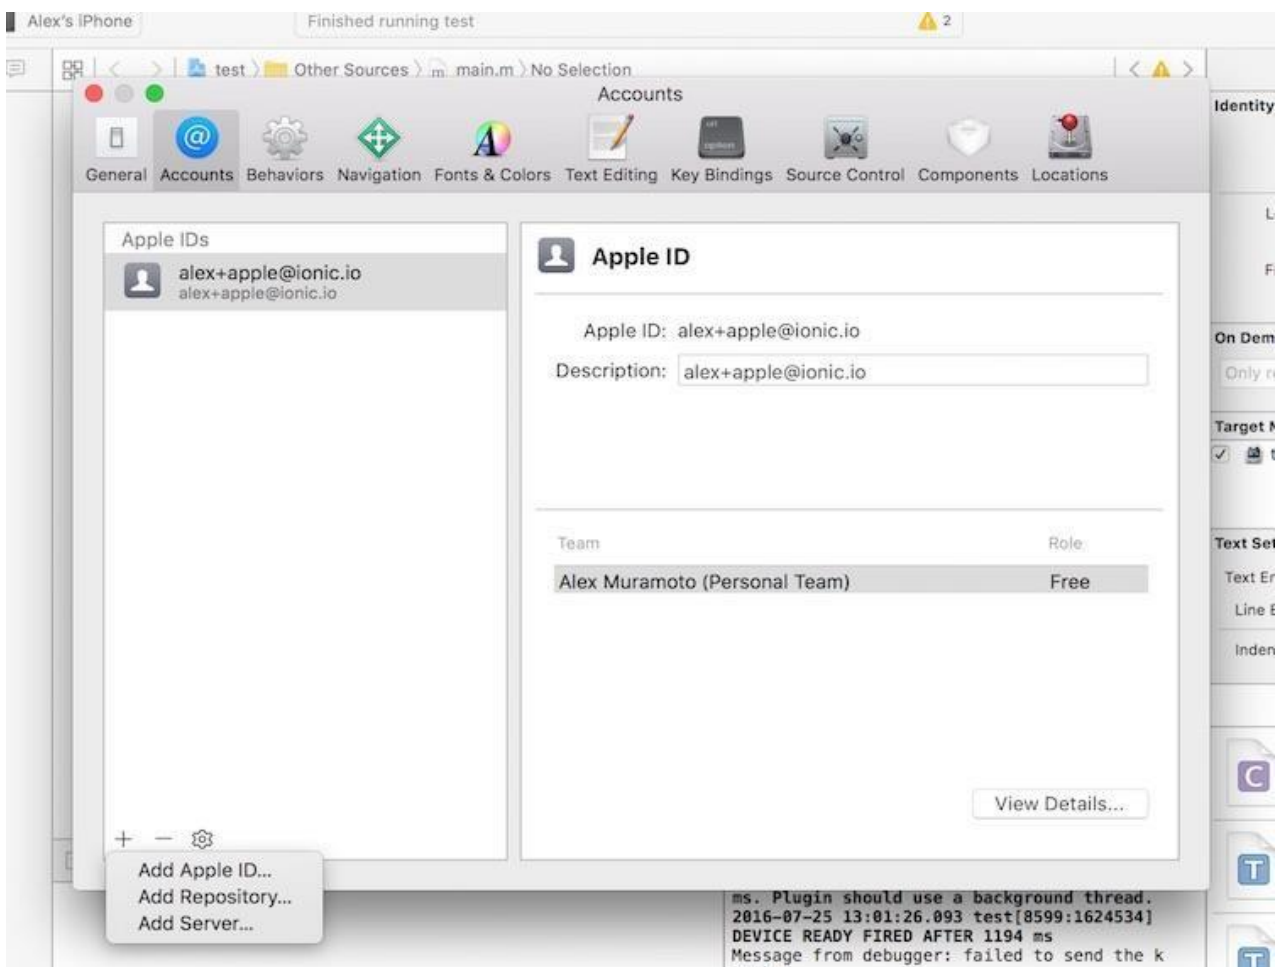 Alex's iPhone
Finished running test
2
test
Other Sources
m main.m
No Selection
Accounts
General
Accounts
Behaviors
Navigation
Fonts & Colors
Text Editing
Key Bindings
Source Control
Components
Locations
Identity
Apple IDs
alex+apple@ionic.io
alex+apple@ionic.io
Apple ID
Apple ID: alex+apple@ionic.io
Description: alex+apple@ionic.io
Team Role
Alex Muramoto (Personal Team) Free
View Details...
Add Apple ID...
Add Repository...
Add Server...
On Dem
Only r
Target
Text Set
Text En
Line E
Inden
C
T
T
ms. Plugin should use a background thread.
2016-07-25 13:01:26.093 test[8599:1624534]
DEVICE READY FIRED AFTER 1194 ms
Message from debugger: failed to send the k